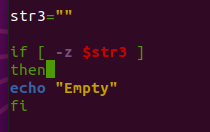 str3=""
if [ -z $str3 ]
then
echo "Empty"
fi